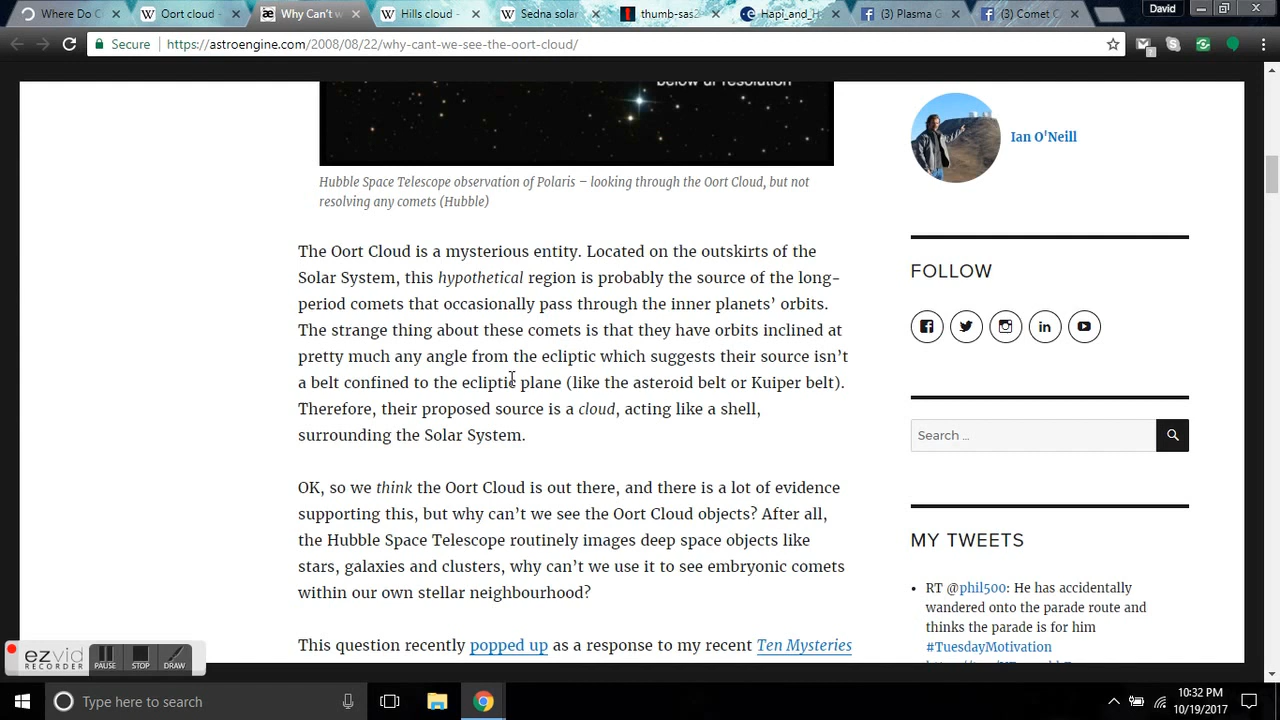 Where Do C
Oort cloud -
Why Can't w
Hills cloud -
Sedna solar
thumb-sas2
Hapi_and_H
(3) Plasma G
(3) Comet C
David
Secure
https://astroengine.com/2008/08/22/why-cant-we-see-the-oort-cloud/
below our resolution
Hubble Space Telescope observation of Polaris – looking through the Oort Cloud, but not
resolving any comets (Hubble)
The Oort Cloud is a mysterious entity. Located on the outskirts of the
Solar System, this hypothetical region is probably the source of the long-
period comets that occasionally pass through the inner planets’ orbits.
The strange thing about these comets is that they have orbits inclined at
pretty much any angle from the ecliptic which suggests their source isn’t
a belt confined to the ecliptic plane (like the asteroid belt or Kuiper belt).
Therefore, their proposed source is a cloud, acting like a shell,
surrounding the Solar System.
OK, so we think the Oort Cloud is out there, and there is a lot of evidence
supporting this, but why can’t we see the Oort Cloud objects? After all,
the Hubble Space Telescope routinely images deep space objects like
stars, galaxies and clusters, why can’t we use it to see embryonic comets
within our own stellar neighbourhood?
This question recently popped up as a response to my recent Ten Mysteries
Ian O'Neill
FOLLOW
Search …
MY TWEETS
RT @phil500: He has accidentally
wandered onto the parade route and
thinks the parade is for him
#TuesdayMotivation
ezvid
RECORDER
PAUSE
STOP
DRAW
Type here to search
10:32 PM
10/19/2017